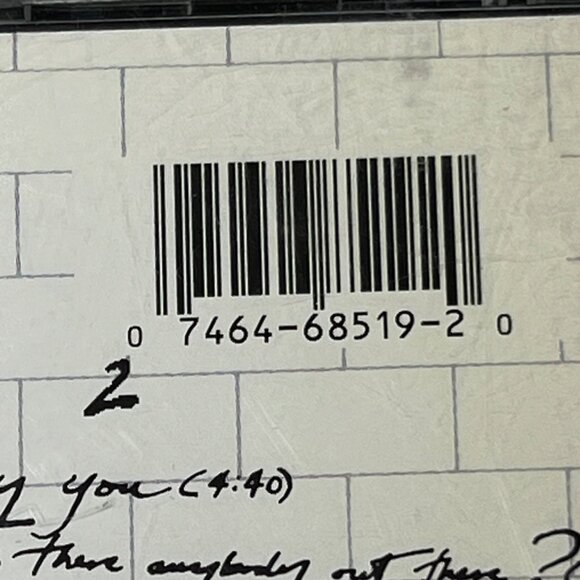 0 7464-68519-2 0
2
y you (4:40)
there anybody out there ?